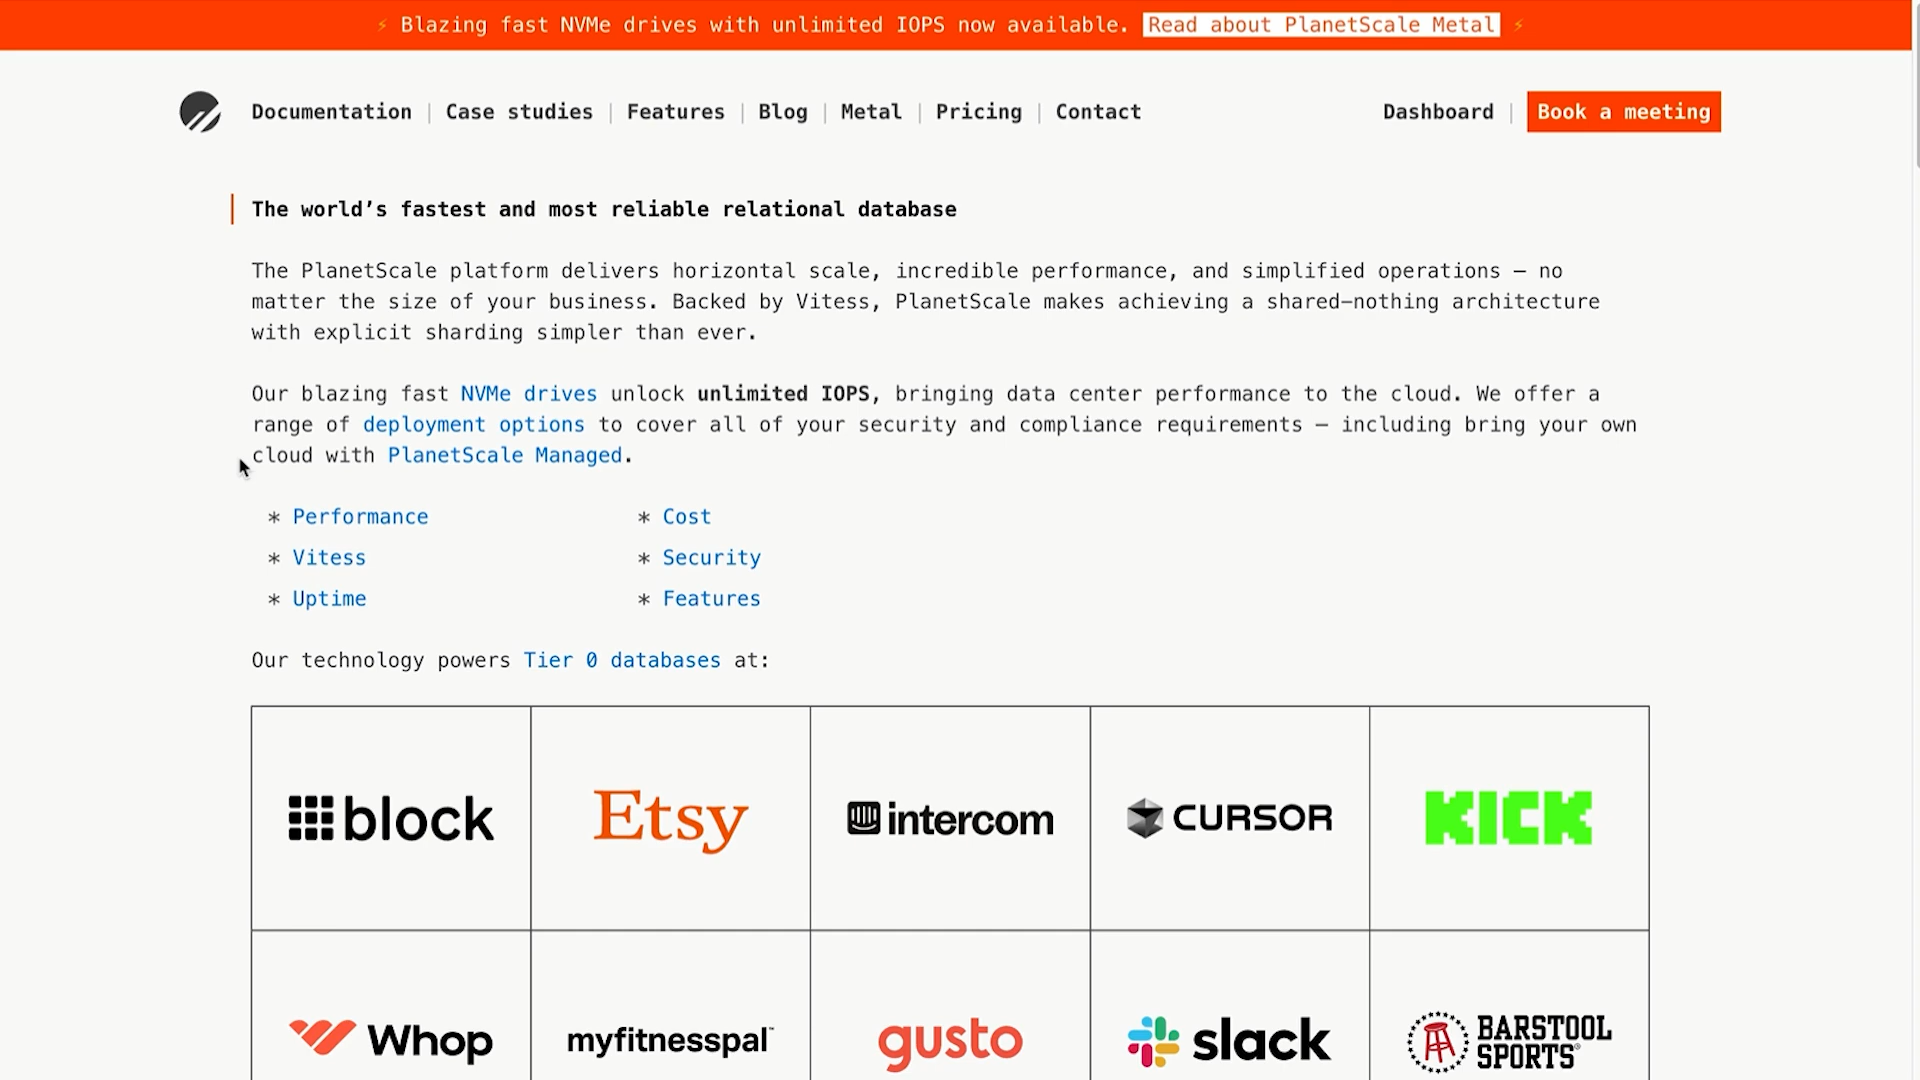 ⚡ Blazing fast NVMe drives with unlimited IOPS now available. Read about PlanetScale Metal ⚡
Documentation | Case studies | Features | Blog | Metal | Pricing | Contact
Dashboard | Book a meeting
The world’s fastest and most reliable relational database
The PlanetScale platform delivers horizontal scale, incredible performance, and simplified operations — no
matter the size of your business. Backed by Vitess, PlanetScale makes achieving a shared-nothing architecture
with explicit sharding simpler than ever.
Our blazing fast NVMe drives unlock unlimited IOPS, bringing data center performance to the cloud. We offer a
range of deployment options to cover all of your security and compliance requirements — including bring your own
cloud with PlanetScale Managed.
* Performance
* Vitess
* Uptime
* Cost
* Security
* Features
Our technology powers Tier 0 databases at:
block
Etsy
intercom
CURSOR
KICK
Whop
myfitnesspal™
gusto
slack
BARSTOOL
SPORTS®